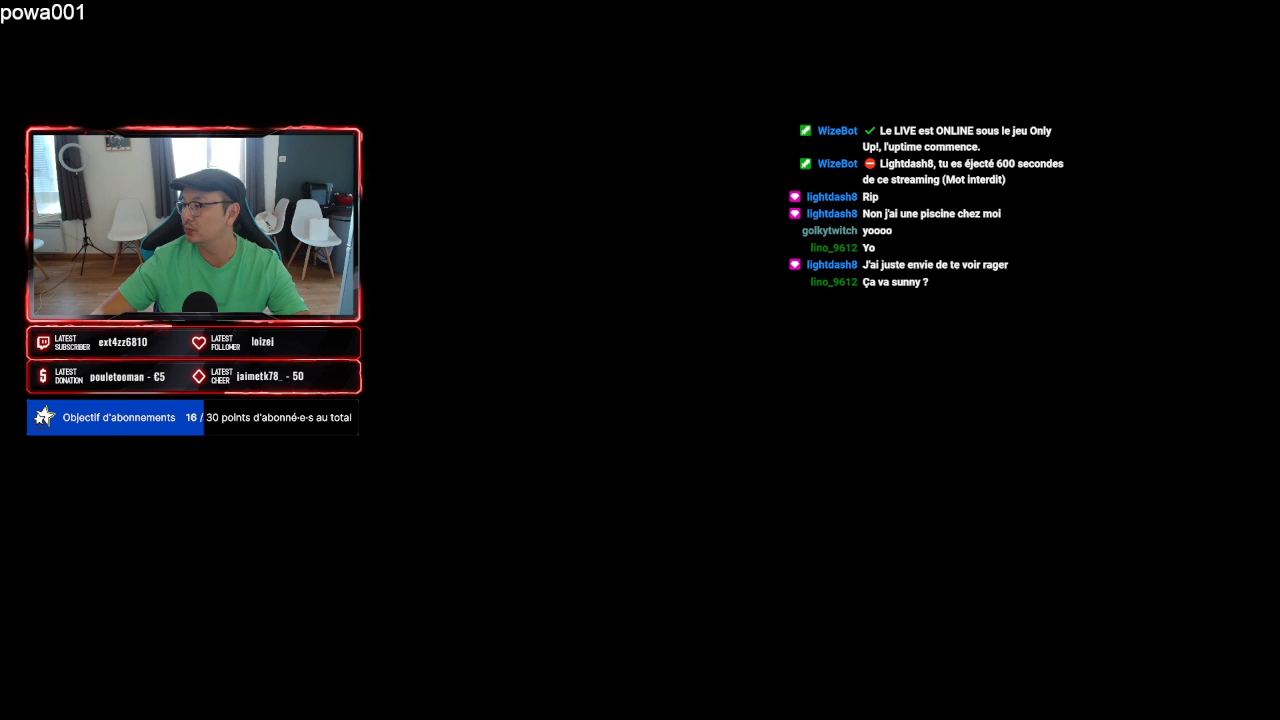 powa001
WizeBot Le LIVE est ONLINE sous le jeu Only
Up!, l'uptime commence.
WizeBot Lightdash8, tu es éjecté 600 secondes
de ce streaming (Mot interdit)
lightdash8 Rip
lightdash8 Non j'ai une piscine chez moi
golkytwitch yoooo
lino_9612 Yo
lightdash8 J'ai juste envie de te voir rager
lino_9612 Ça va sunny ?
LATEST SUBSCRIBER ext4zz6810
LATEST FOLLOWER loizei
LATEST DONATION pouletooman - €5
LATEST CHEER jaimetk78_ - 50
Objectif d'abonnements 16 / 30 points d'abonné·e·s au total